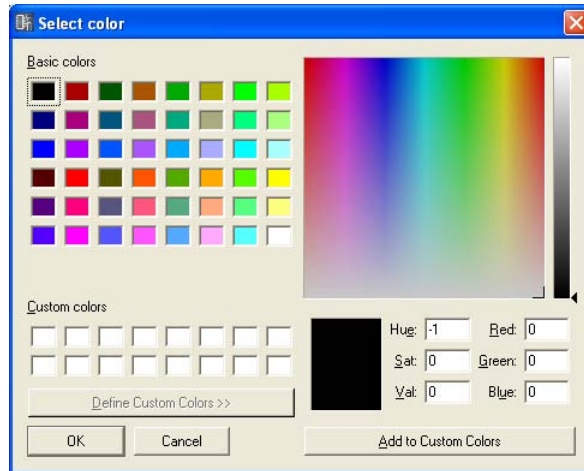 Select color
Basic colors
Custom colors
Define Custom Colors >>
OK
Cancel
Hue: -1
Red: 0
Sat: 0
Green: 0
Val: 0
Blue: 0
Add to Custom Colors